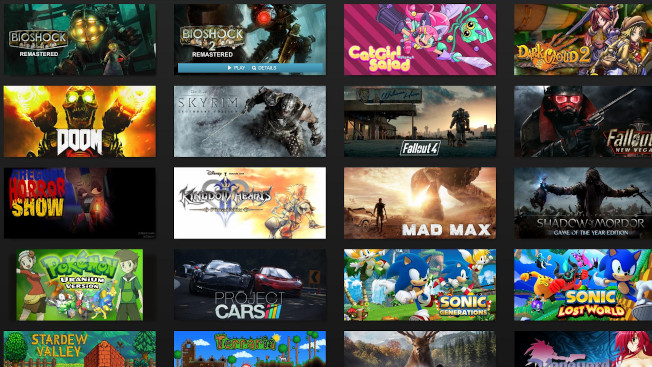 BIOSHOCK
REMASTERED
BIOSHOCK
2
REMASTERED
PLAY
DETAILS
CatGirl
Salad
DARK CLOUD 2
DOOM
SKYRIM
Fallout 4
Fallout
NEW VEGA
HORROR
SHOW
Disney
KINGDOM HEARTS
MAD MAX
SHADOW MORDOR
GAME OF THE YEAR EDITION
POKéMON
URANIUM
VERSION
PROJECT
CARS
SONIC
GENERATIONS
SONIC
LOST WORLD
STARDEW
VALLEY
Terraria